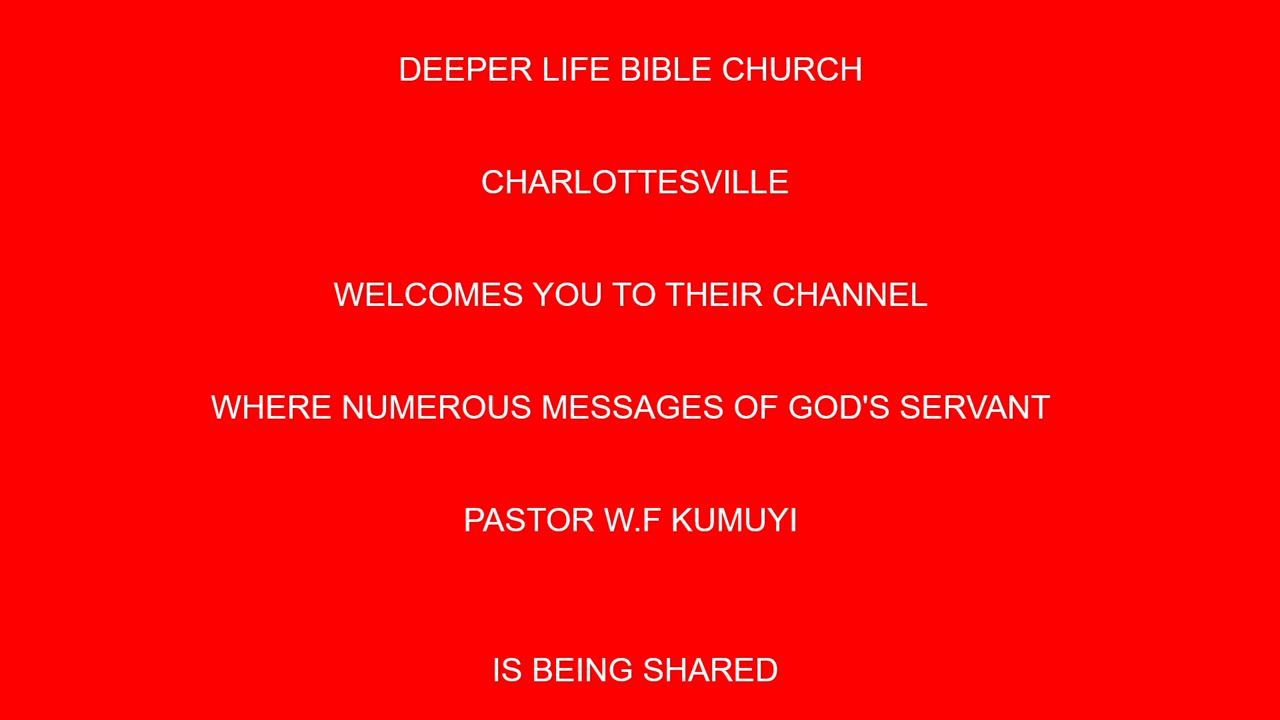 DEEPER LIFE BIBLE CHURCH
CHARLOTTESVILLE
WELCOMES YOU TO THEIR CHANNEL
WHERE NUMEROUS MESSAGES OF GOD'S SERVANT
PASTOR W.F KUMUYI
IS BEING SHARED